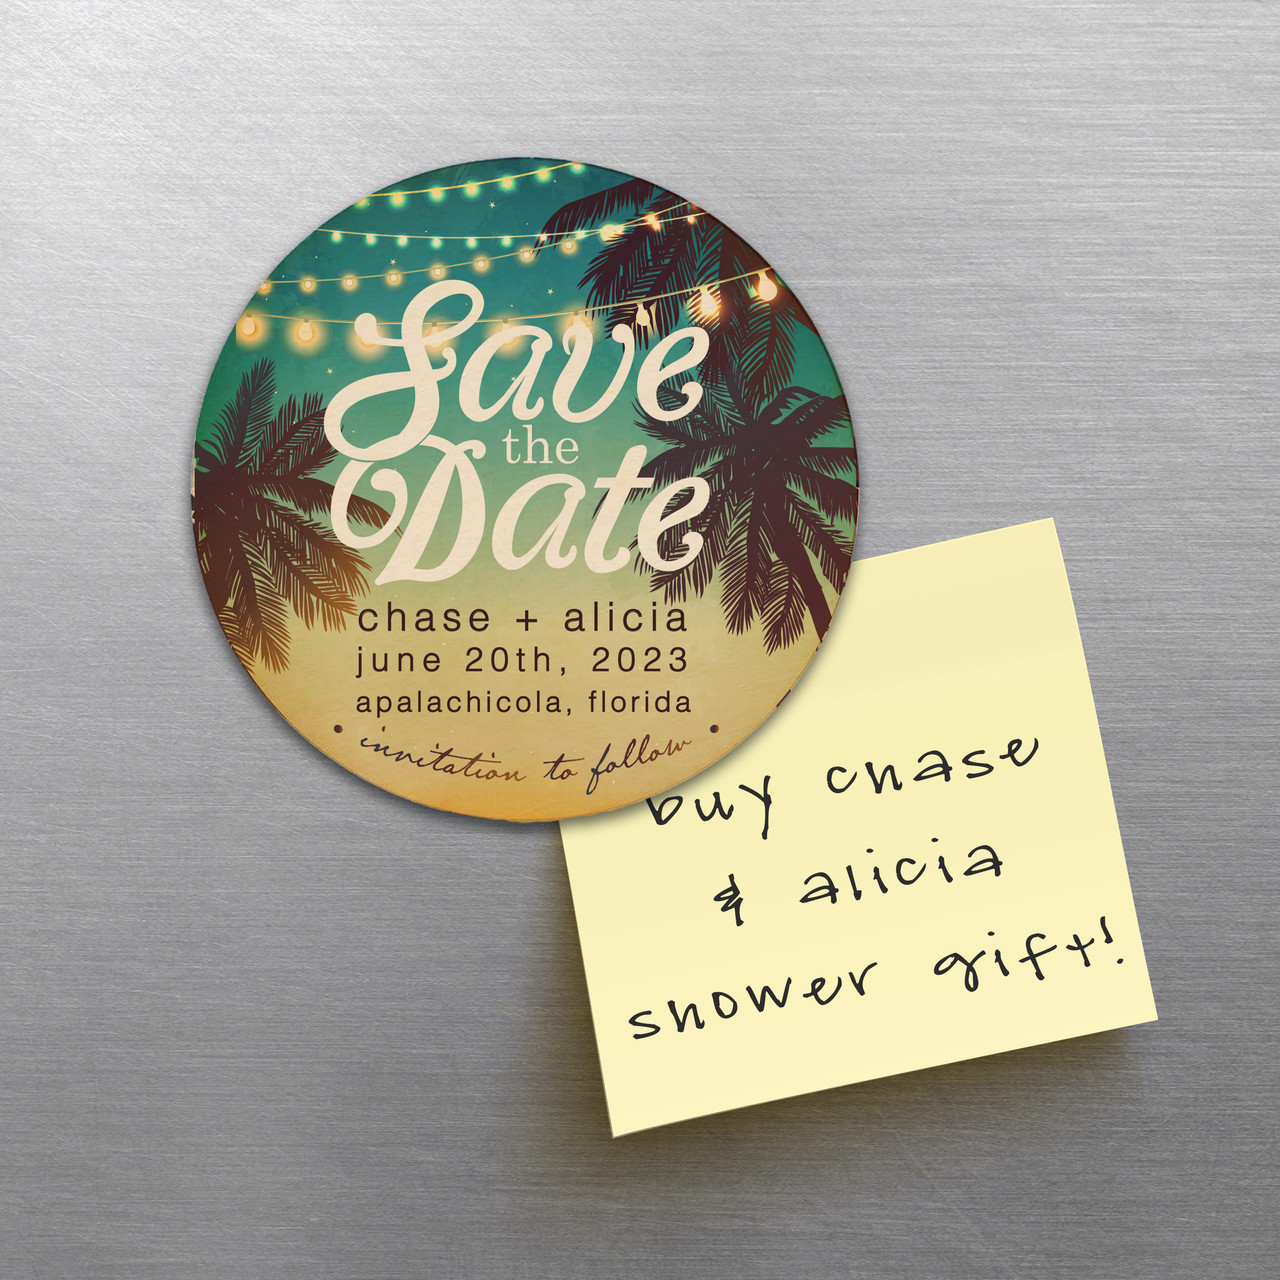 Save
the
Date
chase + alicia
june 20th, 2023
apalachicola, florida
invitation to follow
buy chase
& alicia
shower gift!